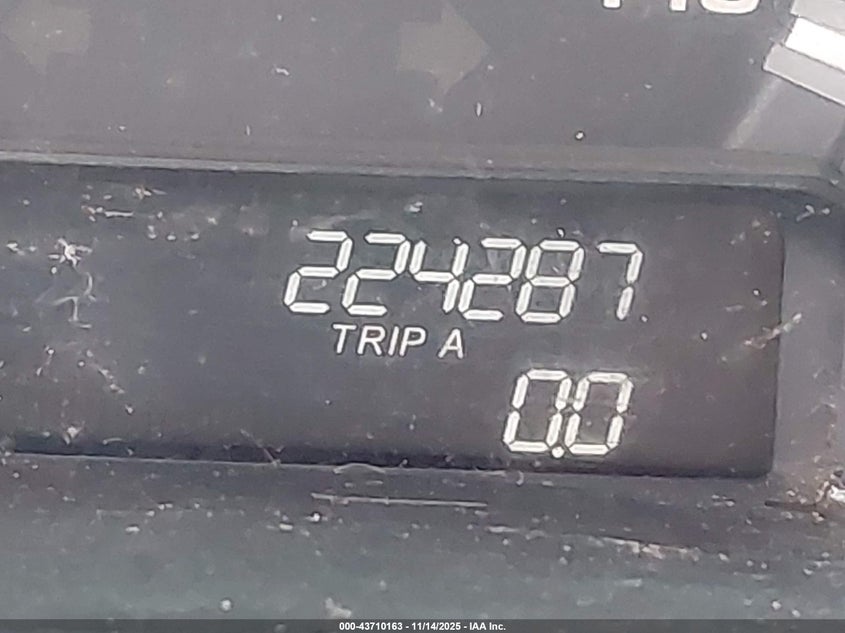 224287
TRIP A
0.0
000-43710163 - 11/14/2025 - IAA Inc.